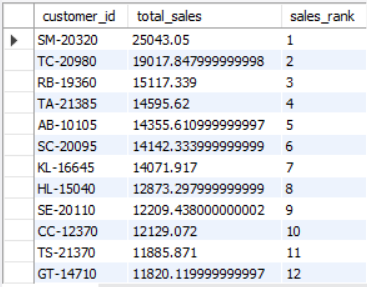 customer_id total_sales sales_rank
SM-20320 25043.05 1
TC-20980 19017.847999999998 2
RB-19360 15117.339 3
TA-21385 14595.62 4
AB-10105 14355.610999999997 5
SC-20095 14142.333999999999 6
KL-16645 14071.917 7
HL-15040 12873.297999999999 8
SE-20110 12209.438000000002 9
CC-12370 12129.072 10
TS-21370 11885.871 11
GT-14710 11820.119999999997 12